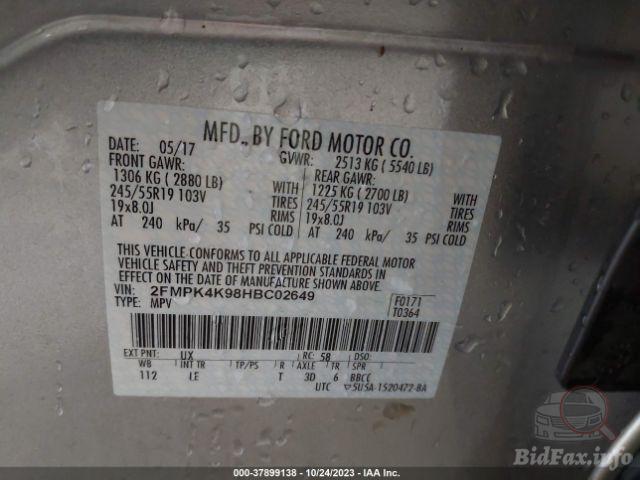 MFD. BY FORD MOTOR CO.
DATE: 05/17 GVWR: 2513 KG ( 5540 LB)
FRONT GAWR: REAR GAWR:
1306 KG ( 2880 LB) WITH 1225 KG ( 2700 LB) WITH
245/55R19 103V TIRES 245/55R19 103V TIRES
19x8.0J RIMS 19x8.0J RIMS
AT 240 kPa/ 35 PSI COLD AT 240 kPa/ 35 PSI COLD
THIS VEHICLE CONFORMS TO ALL APPLICABLE FEDERAL MOTOR
VEHICLE SAFETY AND THEFT PREVENTION STANDARDS IN
EFFECT ON THE DATE OF MANUFACTURE SHOWN ABOVE.
VIN: 2FMPK4K98HBC02649 F0171
TYPE: MPV T0364
EXT PNT: UX RC: 58 DSO:
WB INT TR TP/PS R AXLE TR SPR
112 LE T 3D 6 BBCC
UTC 5U5A-1520472-BA
000-37899138 - 10/24/2023 - IAA Inc.
BidFax.info